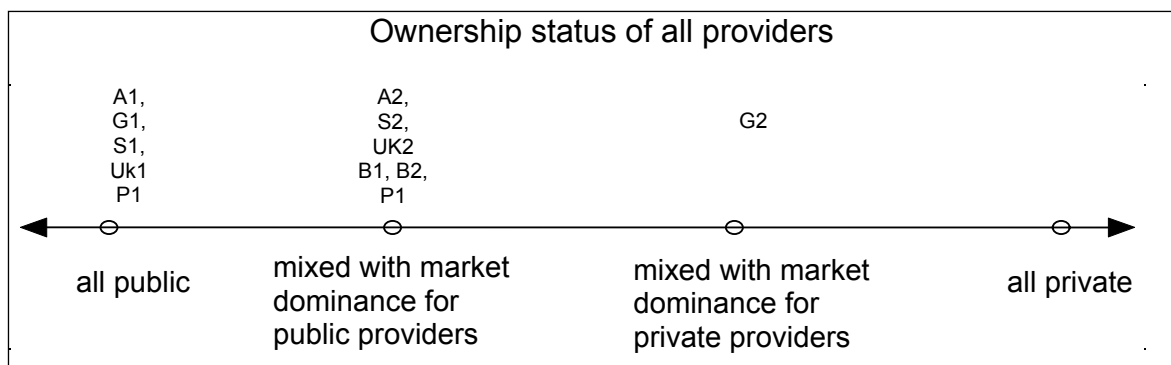 Ownership status of all providers
A1,
G1,
S1,
Uk1
P1
A2,
S2,
UK2
B1, B2,
P1
G2
all public
mixed with market
dominance for
public providers
mixed with market
dominance for
private providers
all private